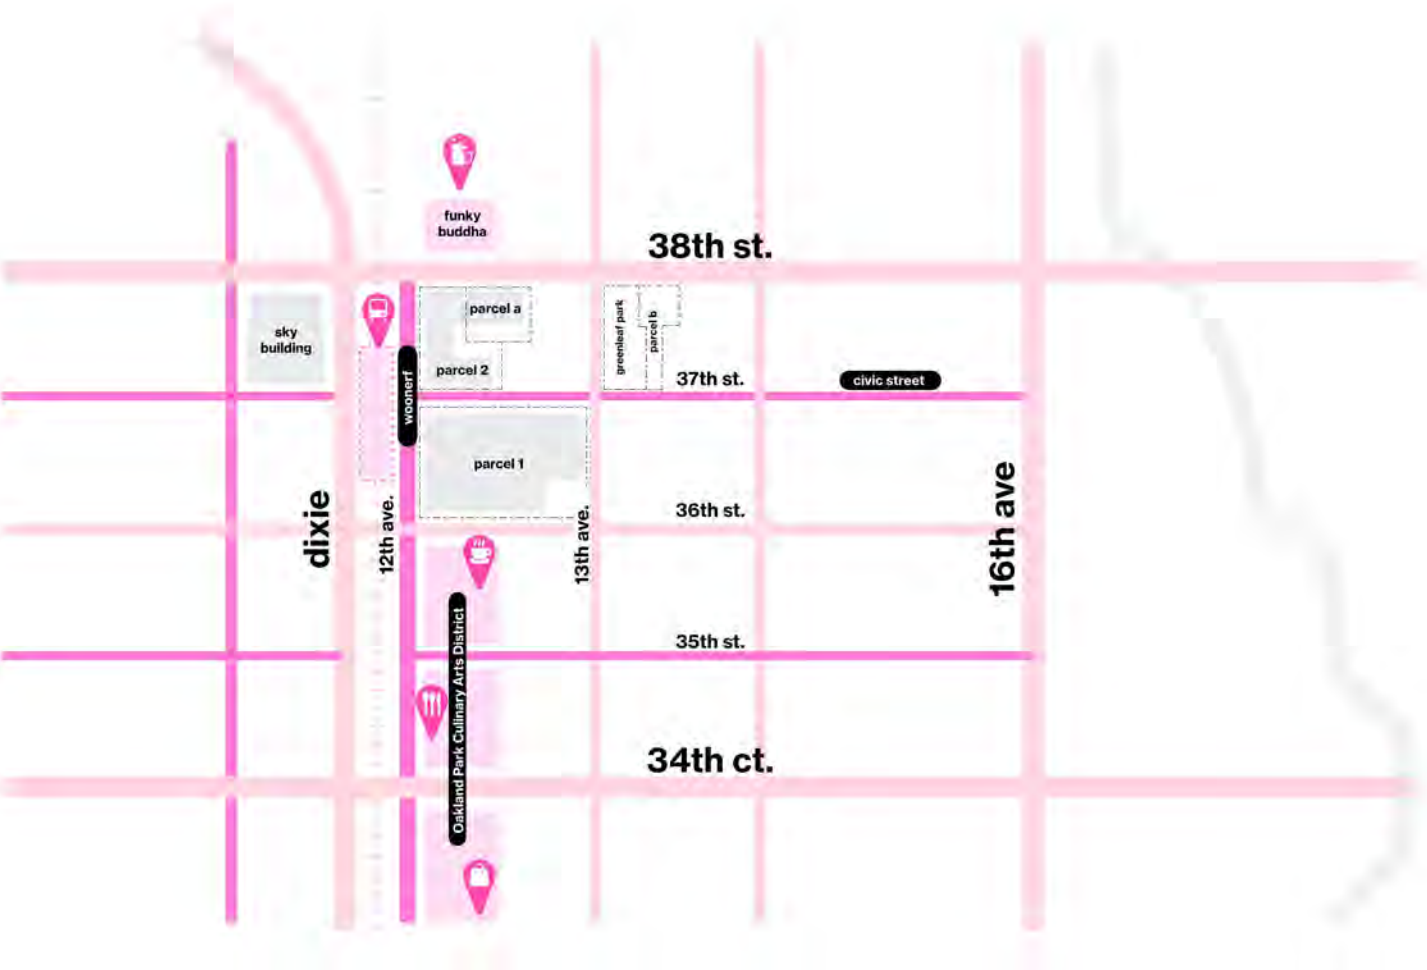 funky
buddha
38th st.
parcel a
greenleaf park
parcel b
sky
building
parcel 2
37th st.
civic street
woonerf
parcel 1
dixie
12th ave.
36th st.
13th ave.
16th ave
35th st.
Oakland Park Culinary Arts District
34th ct.